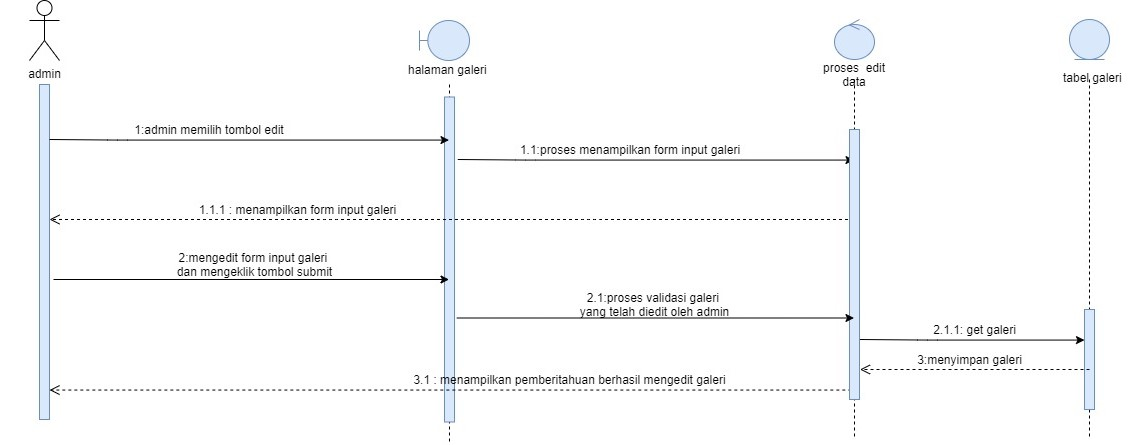 admin
halaman galeri
proses edit
data
tabel galeri
1:admin memilih tombol edit
1.1:proses menampilkan form input galeri
1.1.1 : menampilkan form input galeri
2:mengedit form input galeri
dan mengeklik tombol submit
2.1:proses validasi galeri
yang telah diedit oleh admin
2.1.1: get galeri
3:menyimpan galeri
3.1 : menampilkan pemberitahuan berhasil mengedit galeri